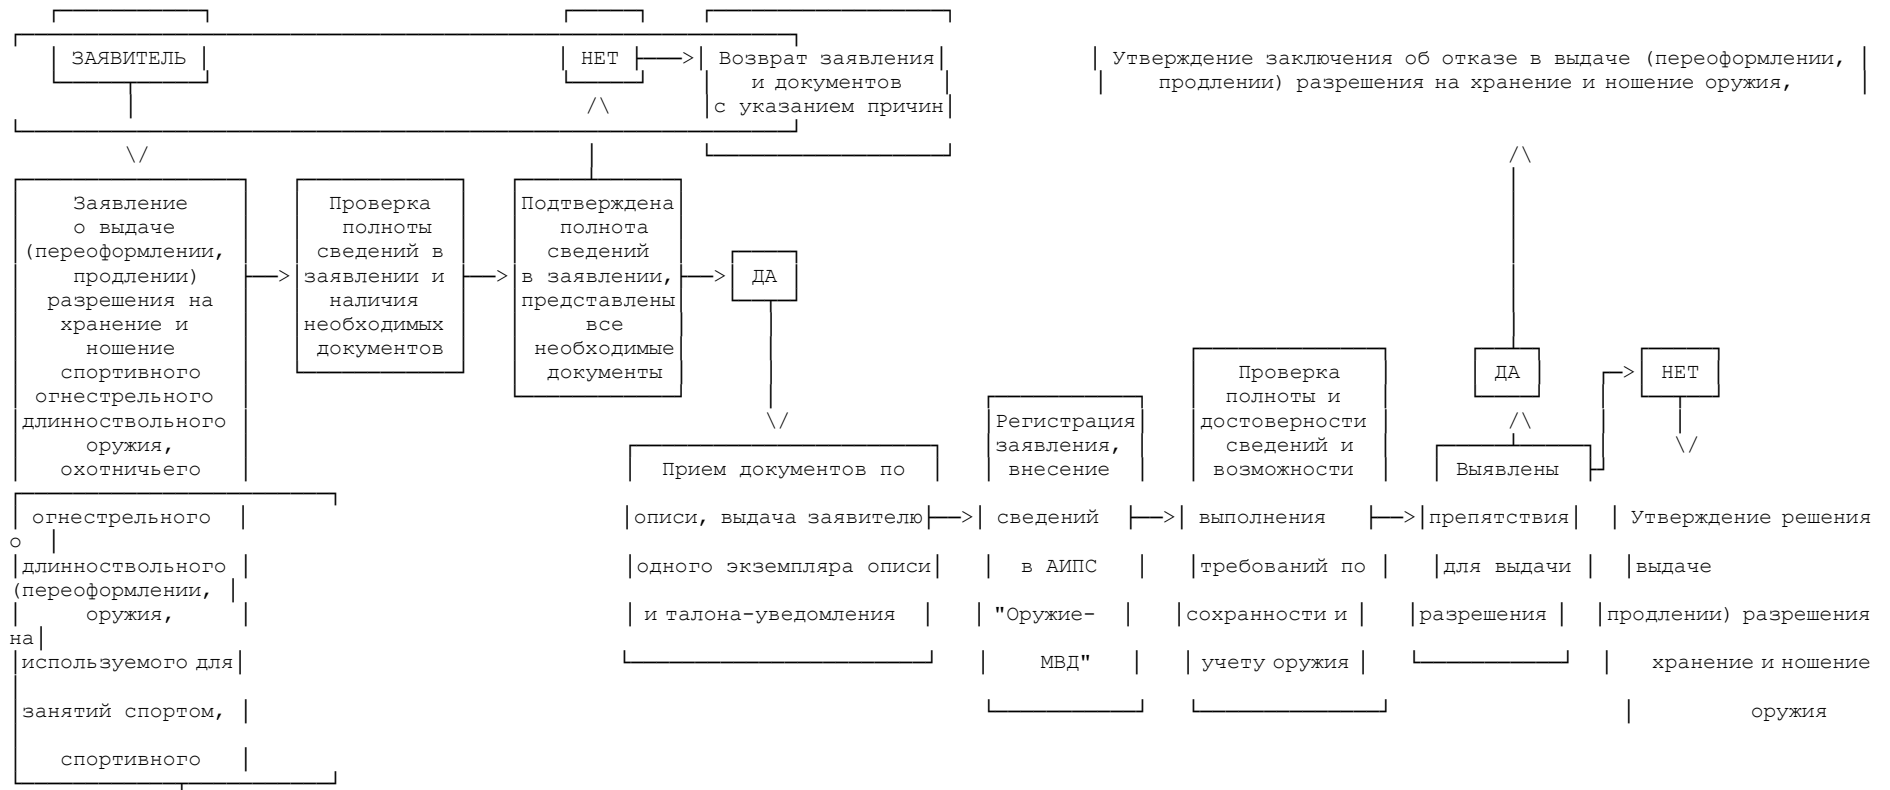 ЗАЯВИТЕЛЬ
НЕТ
Возврат заявления
и документов
с указанием причин
Утверждение заключения об отказе в выдаче (переоформлении,
продлении) разрешения на хранение и ношение оружия,
Заявление
о выдаче
(переоформлении,
продлении)
разрешения на
хранение и
ношение
спортивного
огнестрельного
длинноствольного
оружия,
охотничьего
огнестрельного
о
длинноствольного
(переоформлении,
оружия,
на
используемого для
занятий спортом,
спортивного
Проверка
полноты
сведений в
заявлении и
наличия
необходимых
документов
Подтверждена
полнота
сведений
в заявлении,
представлены
все
необходимые
документы
ДА
Прием документов по
описи, выдача заявителю
одного экземпляра описи
и талона-уведомления
Регистрация
заявления,
внесение
сведений
в АИПС
"Оружие-
МВД"
Проверка
полноты и
достоверности
сведений и
возможности
выполнения
требований по
сохранности и
учету оружия
Выявлены
препятствия
для выдачи
разрешения
ДА
НЕТ
Утверждение решения
выдаче
продлении) разрешения
хранение и ношение
оружия